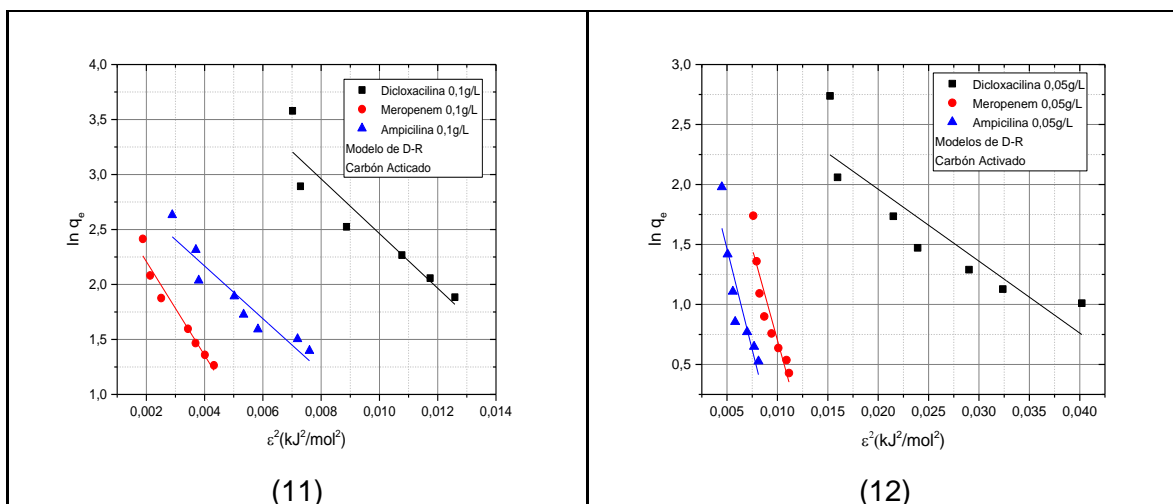 4,0
3,5
3,0
2,5
2,0
1,5
1,0
ln qe
Dicloxacilina 0,1g/L
Meropenem 0,1g/L
Ampicilina 0,1g/L
Modelo de D-R
Carbón Acticado
0,002 0,004 0,006 0,008 0,010 0,012 0,014
ε²(kJ²/mol²)
(11)
3,0
2,5
2,0
1,5
1,0
0,5
ln qe
Dicloxacilina 0,05g/L
Meropenem 0,05g/L
Ampicilina 0,05g/L
Modelos de D-R
Carbón Activado
0,005 0,010 0,015 0,020 0,025 0,030 0,035 0,040
ε²(kJ²/mol²)
(12)